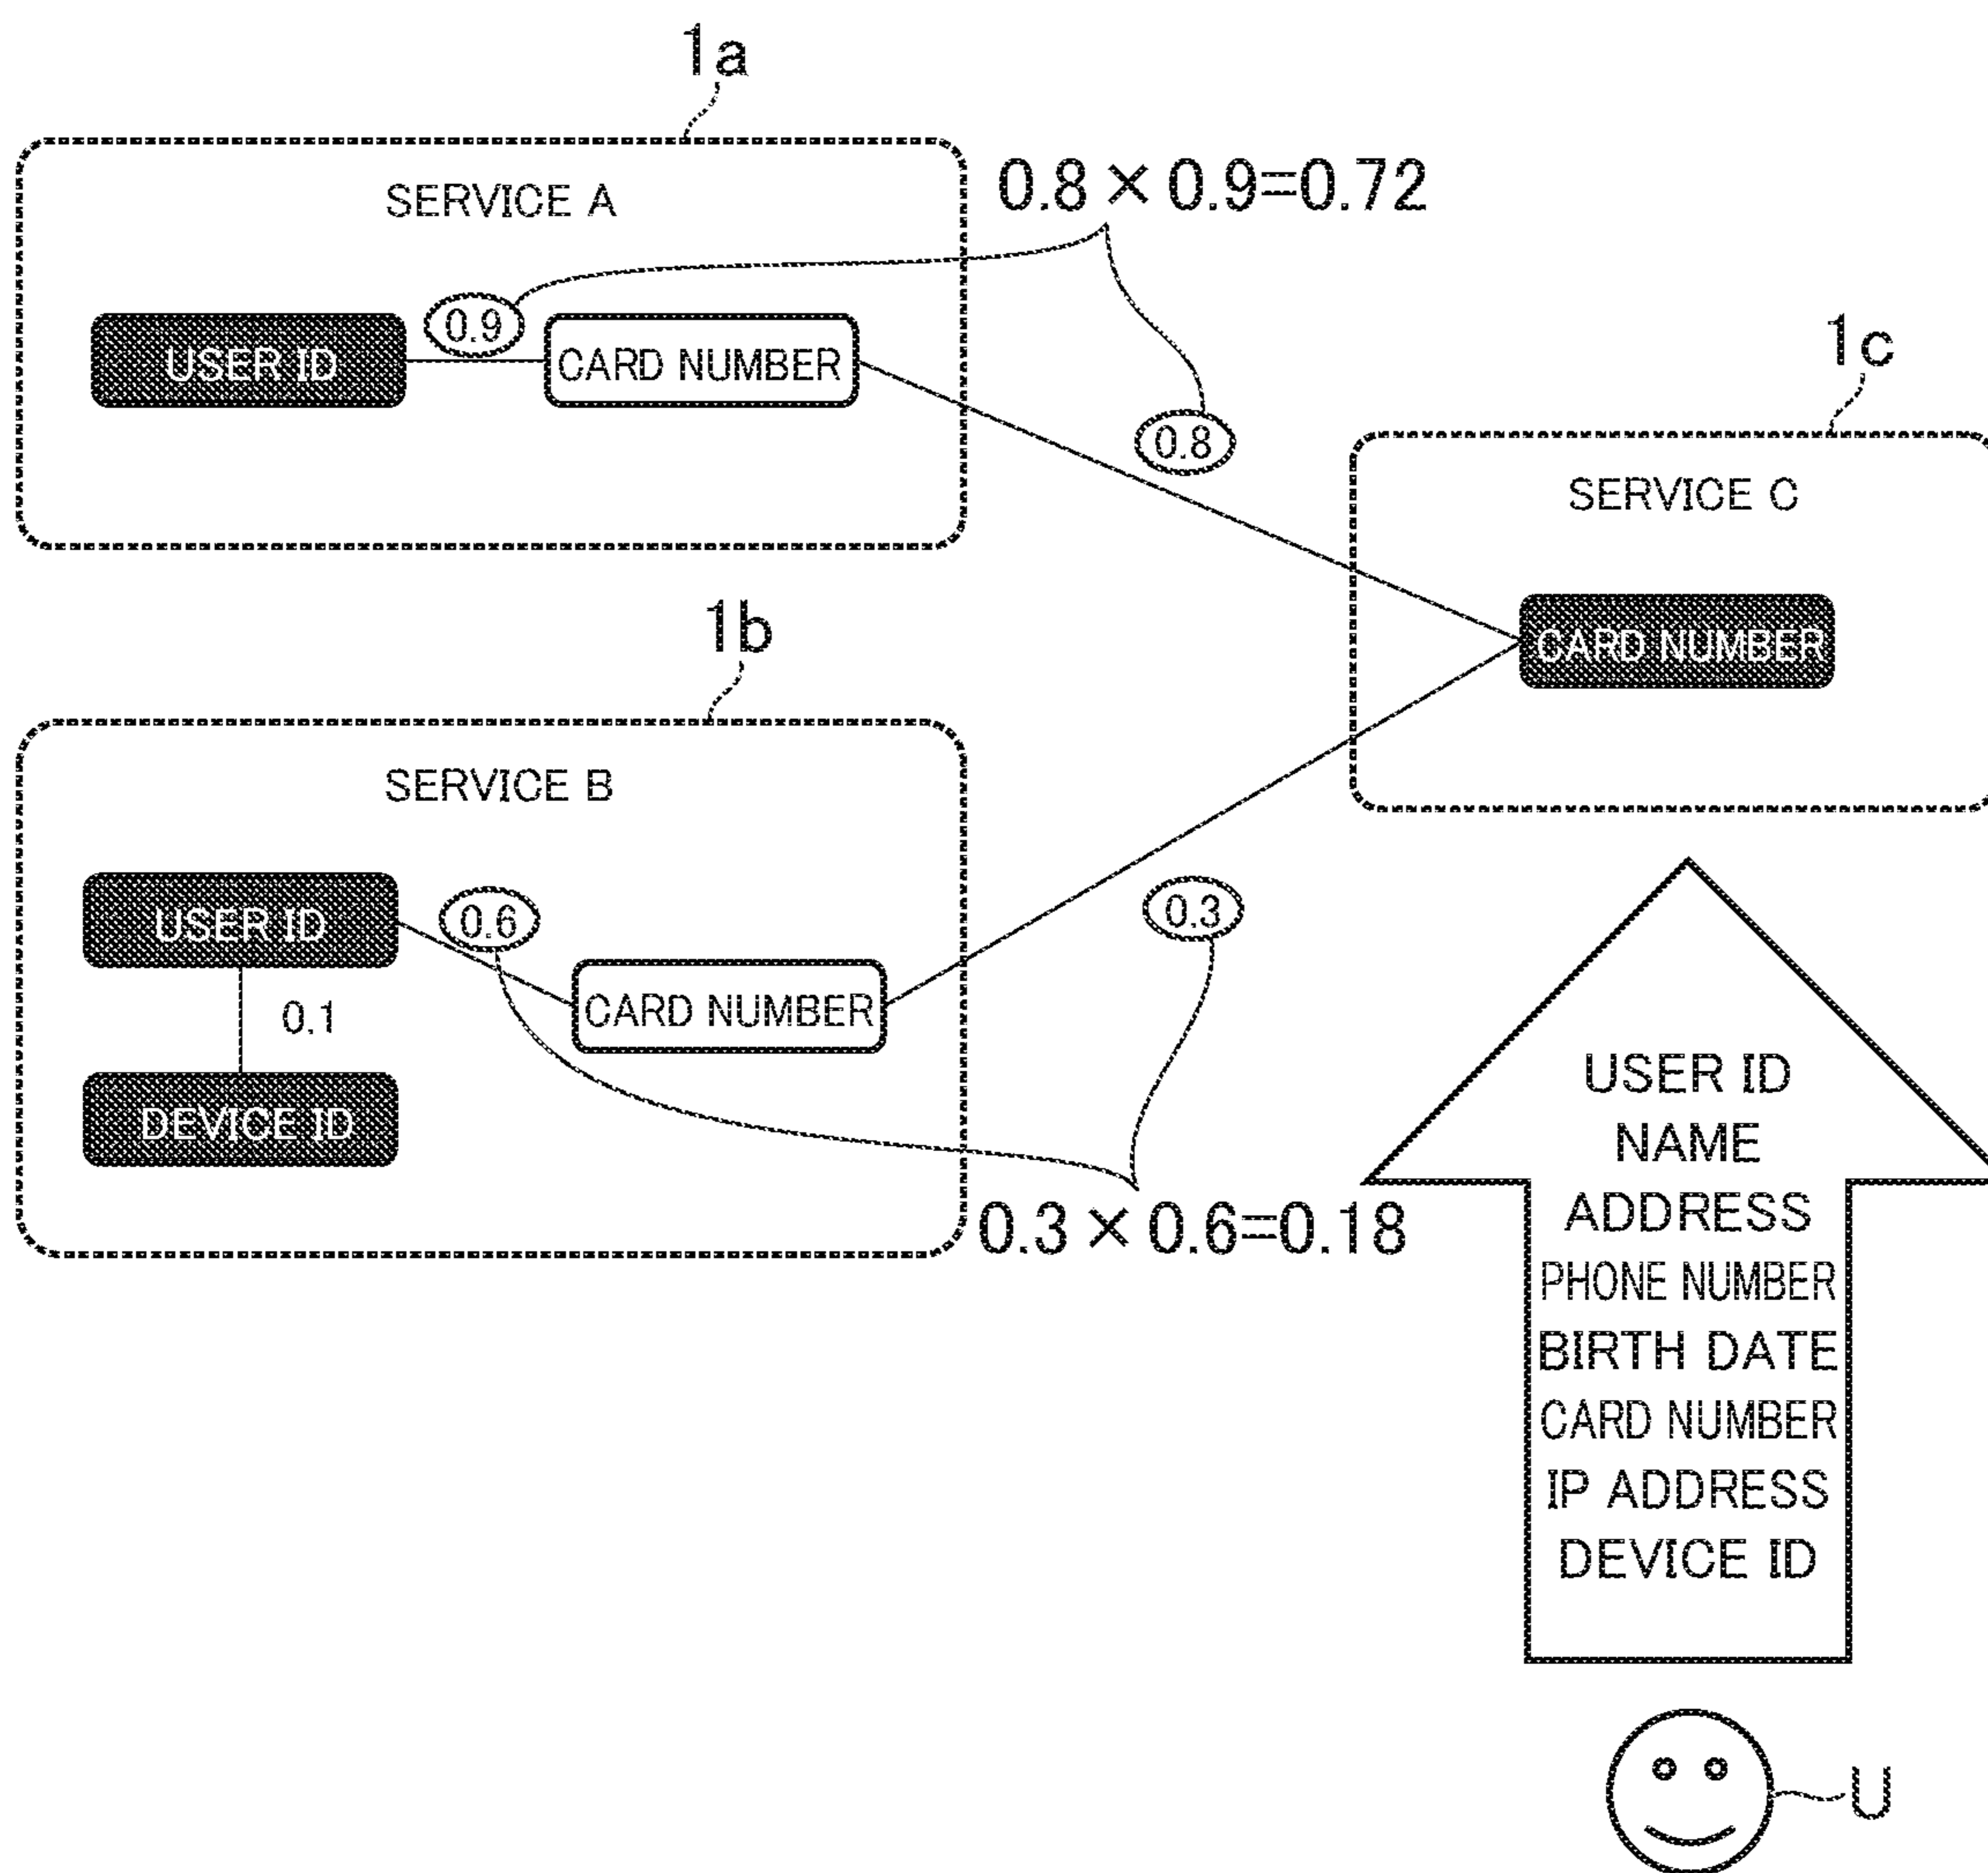 1a
SERVICE A
0.8 × 0.9=0.72
USER ID
0.9
CARD NUMBER
0.8
1c
SERVICE C
CARD NUMBER
1b
SERVICE B
USER ID
0.6
0.3
CARD NUMBER
0.1
DEVICE ID
0.3 × 0.6=0.18
USER ID
NAME
ADDRESS
PHONE NUMBER
BIRTH DATE
CARD NUMBER
IP ADDRESS
DEVICE ID
U